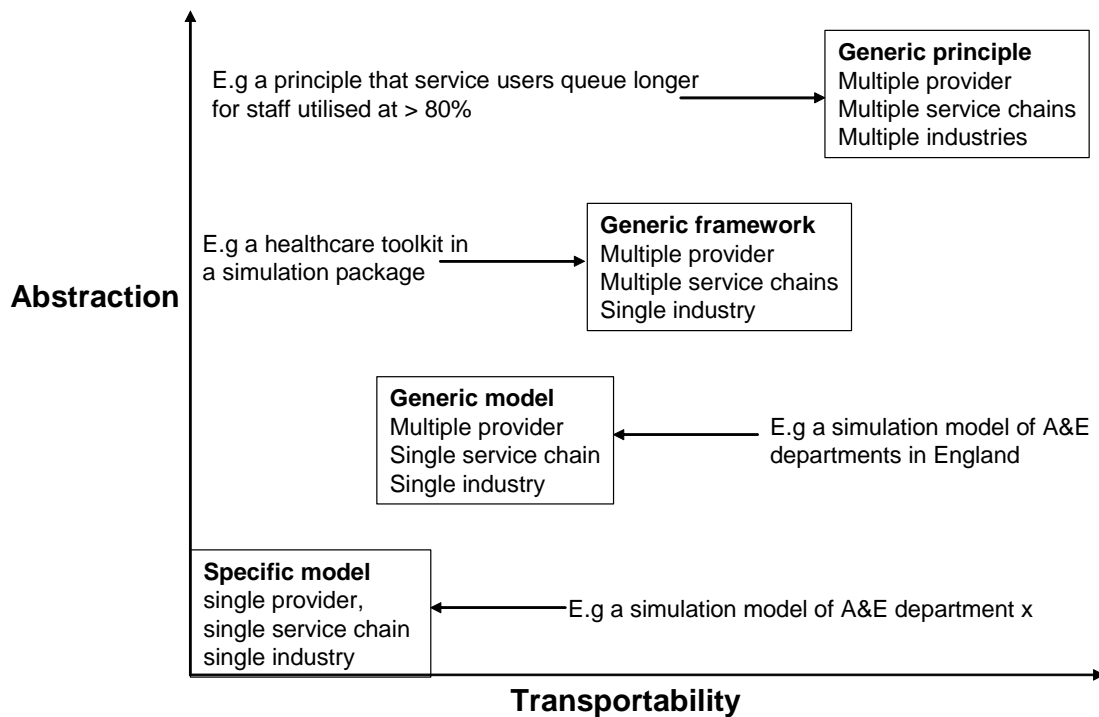 E.g a principle that service users queue longer
for staff utilised at > 80%
Generic principle
Multiple provider
Multiple service chains
Multiple industries
E.g a healthcare toolkit in
a simulation package
Generic framework
Multiple provider
Multiple service chains
Single industry
Abstraction
Generic model
Multiple provider
Single service chain
Single industry
E.g a simulation model of A&E
departments in England
Specific model
single provider,
single service chain
single industry
E.g a simulation model of A&E department x
Transportability